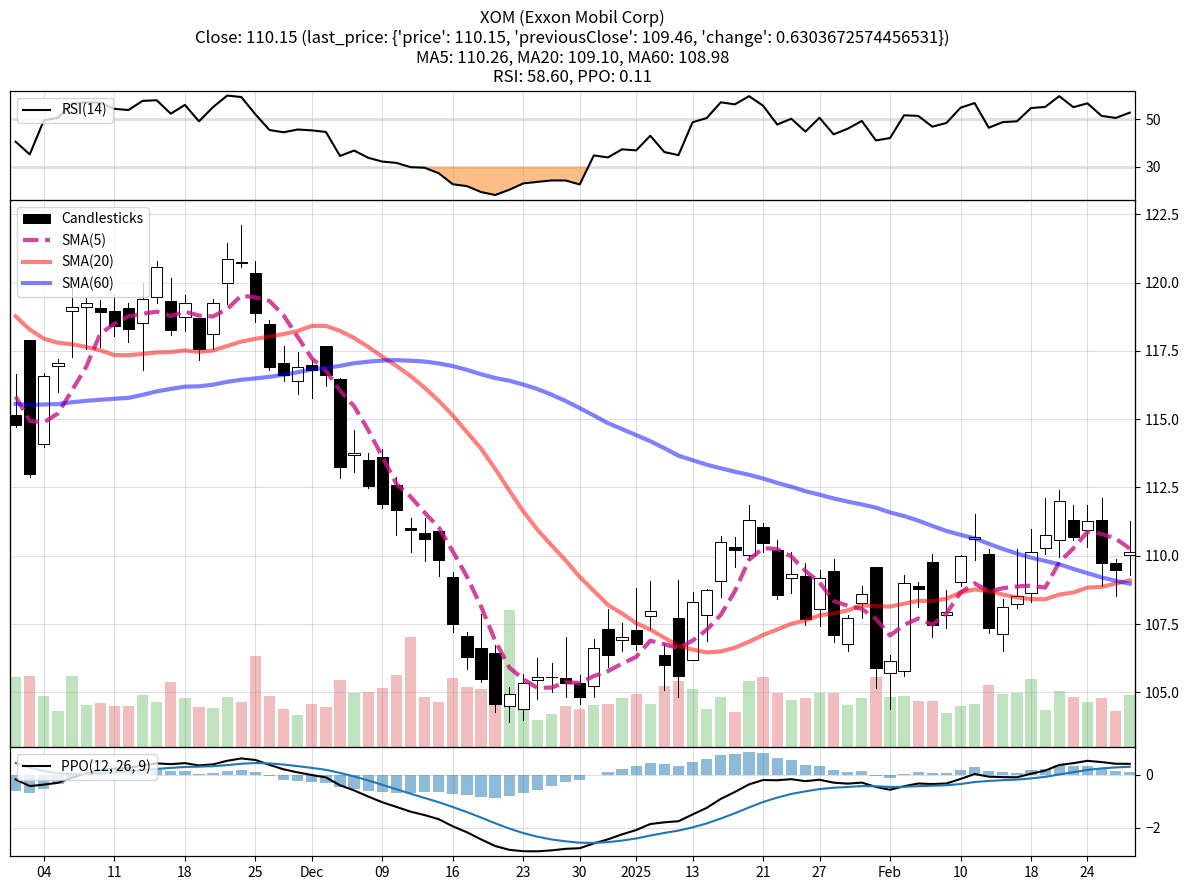 XOM (Exxon Mobil Corp)
Close: 110.15 (last_price: {'price': 110.15, 'previousClose': 109.46, 'change': 0.6303672574456531})
MA5: 110.26, MA20: 109.10, MA60: 108.98
RSI: 58.60, PPO: 0.11
RSI(14)
50
30
Candlesticks
SMA(5)
SMA(20)
SMA(60)
122.5
120.0
117.5
115.0
112.5
110.0
107.5
105.0
PPO(12, 26, 9)
0
−2
04 11 18 25 Dec 09 16 23 30 2025 13 21 27 Feb 10 18 24